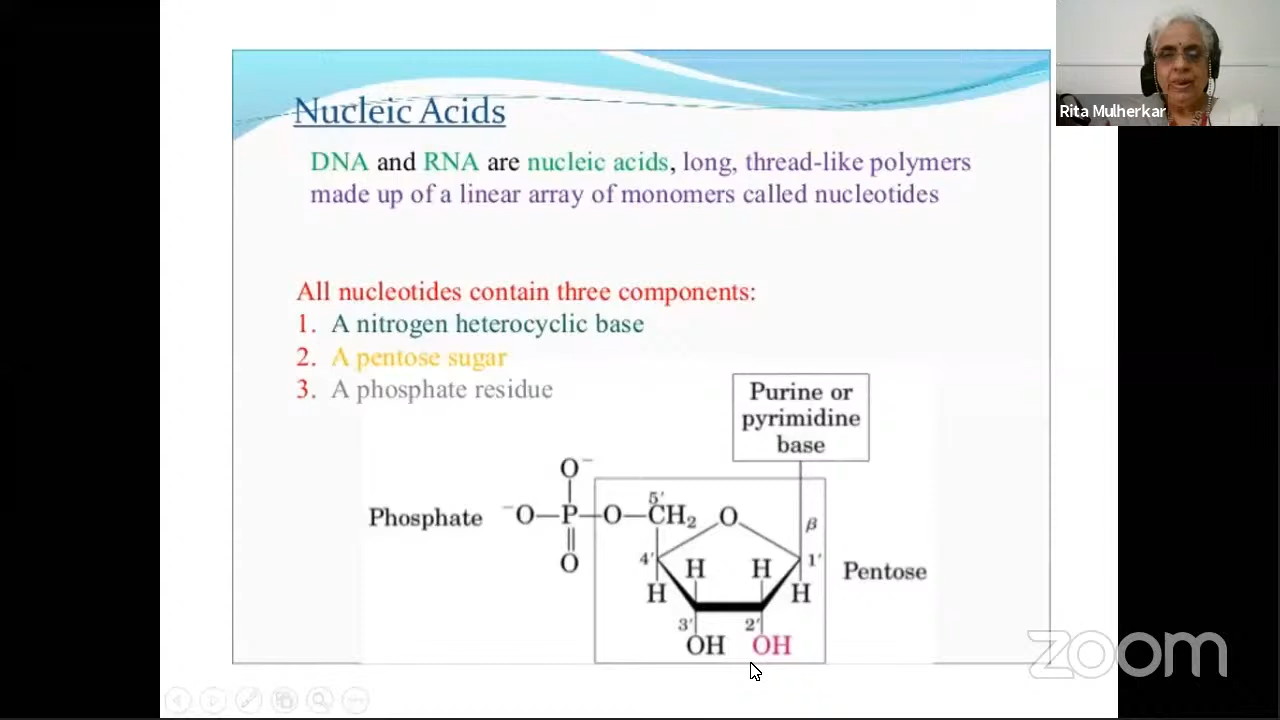 Nucleic Acids
DNA and RNA are nucleic acids, long, thread-like polymers
made up of a linear array of monomers called nucleotides
All nucleotides contain three components:
1. A nitrogen heterocyclic base
2. A pentose sugar
3. A phosphate residue
Purine or
pyrimidine
base
O⁻
5′
Phosphate ⁻O—P—O—CH₂ O β
O 4′ H H 1′ Pentose
H H
3′ 2′
OH OH
Rita Mulherkar
zoom